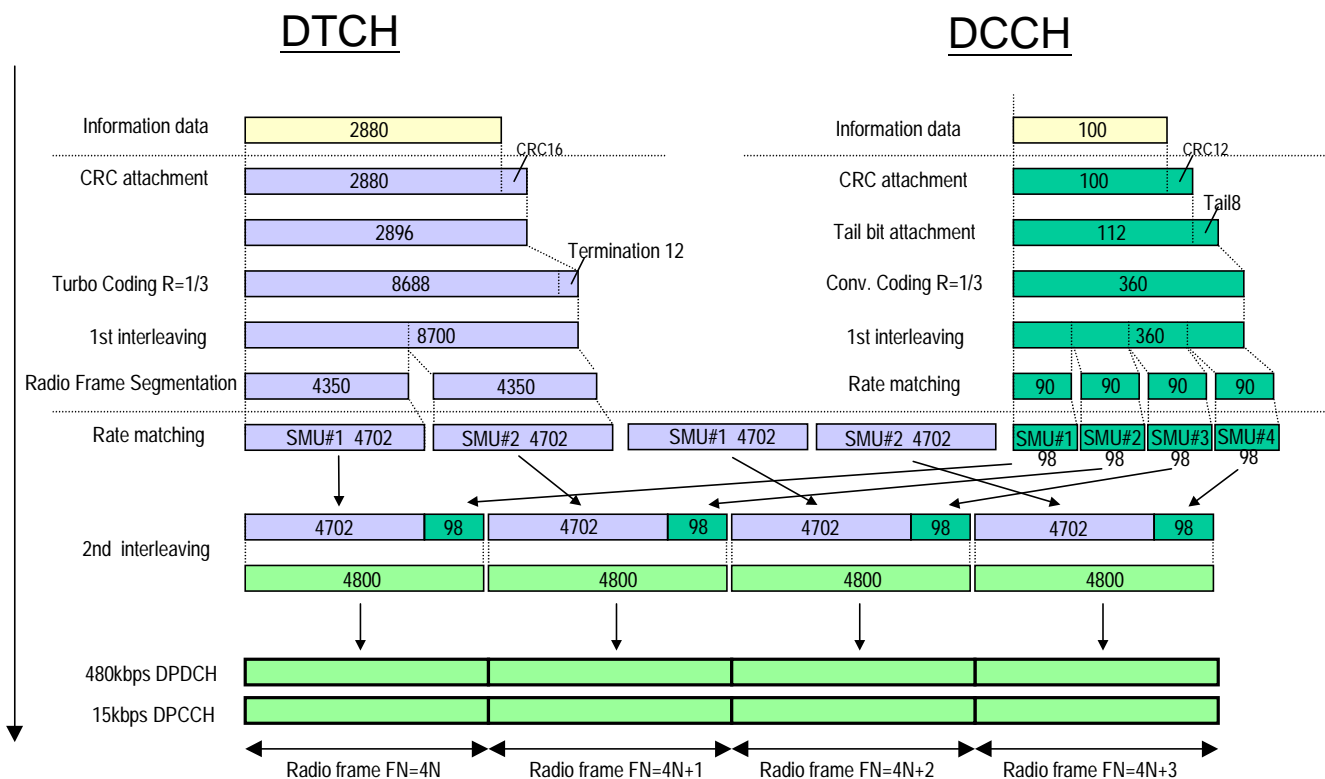 DTCH
DCCH
Information data
2880
Information data
100
CRC16
CRC12
CRC attachment
2880
CRC attachment
100
Tail8
2896
Tail bit attachment
112
Termination 12
Turbo Coding R=1/3
8688
Conv. Coding R=1/3
360
1st interleaving
8700
1st interleaving
360
Radio Frame Segmentation
4350
4350
Rate matching
90
90
90
90
Rate matching
SMU#1 4702
SMU#2 4702
SMU#1 4702
SMU#2 4702
SMU#1
SMU#2
SMU#3
SMU#4
98
98
98
98
2nd interleaving
4702
98
4702
98
4702
98
4702
98
4800
4800
4800
4800
480kbps DPDCH
15kbps DPCCH
Radio frame FN=4N
Radio frame FN=4N+1
Radio frame FN=4N+2
Radio frame FN=4N+3